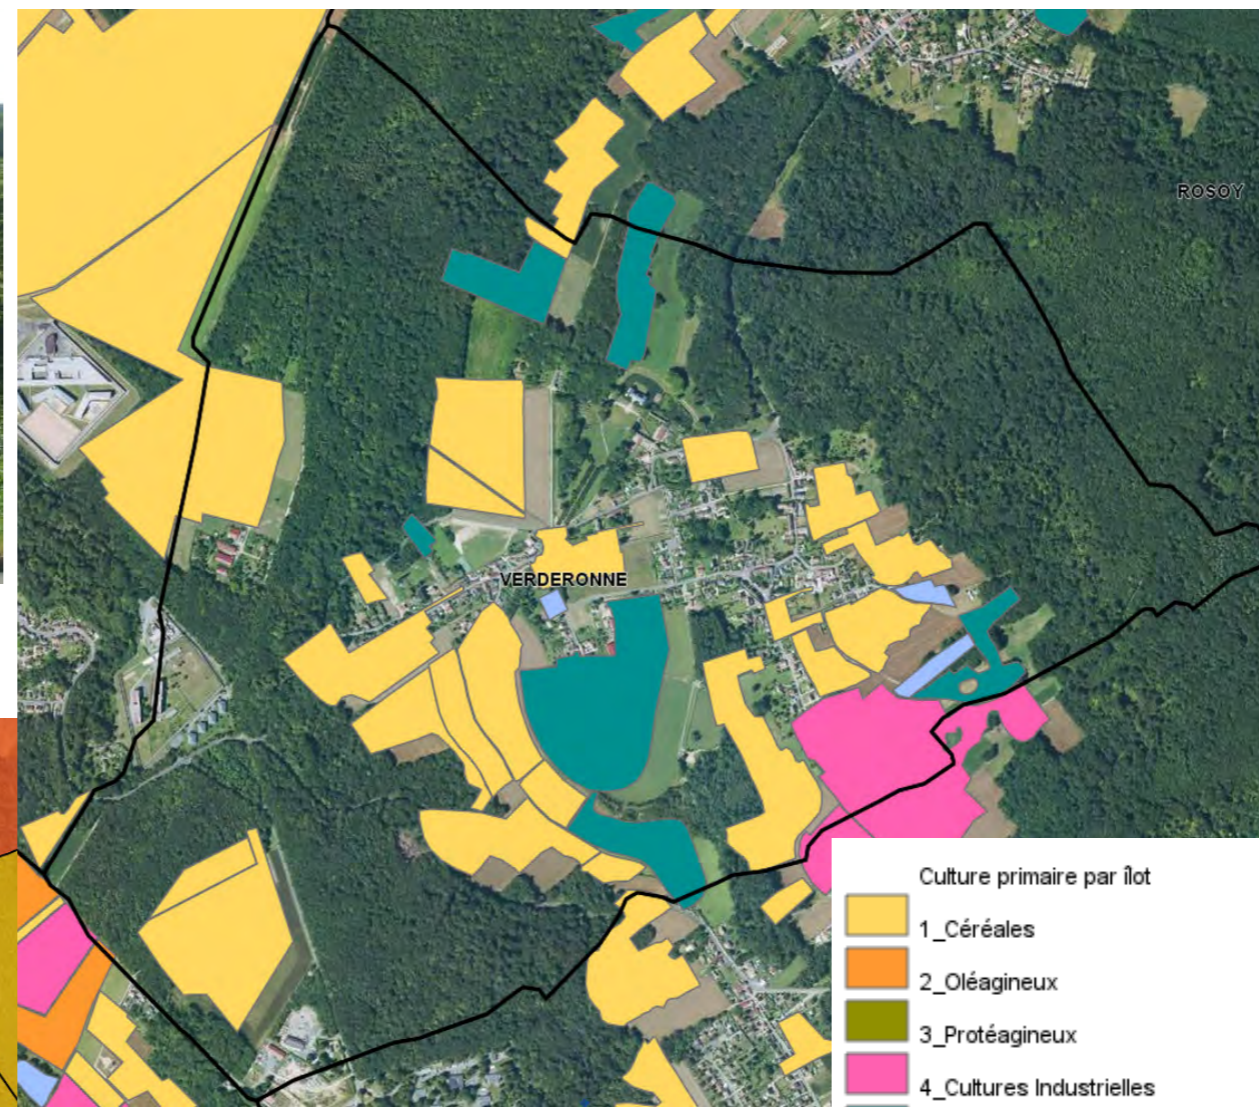 ROSOY
VERDERONNE
Culture primaire par îlot
1_Céréales
2_Oléagineux
3_Protéagineux
4_Cultures Industrielles